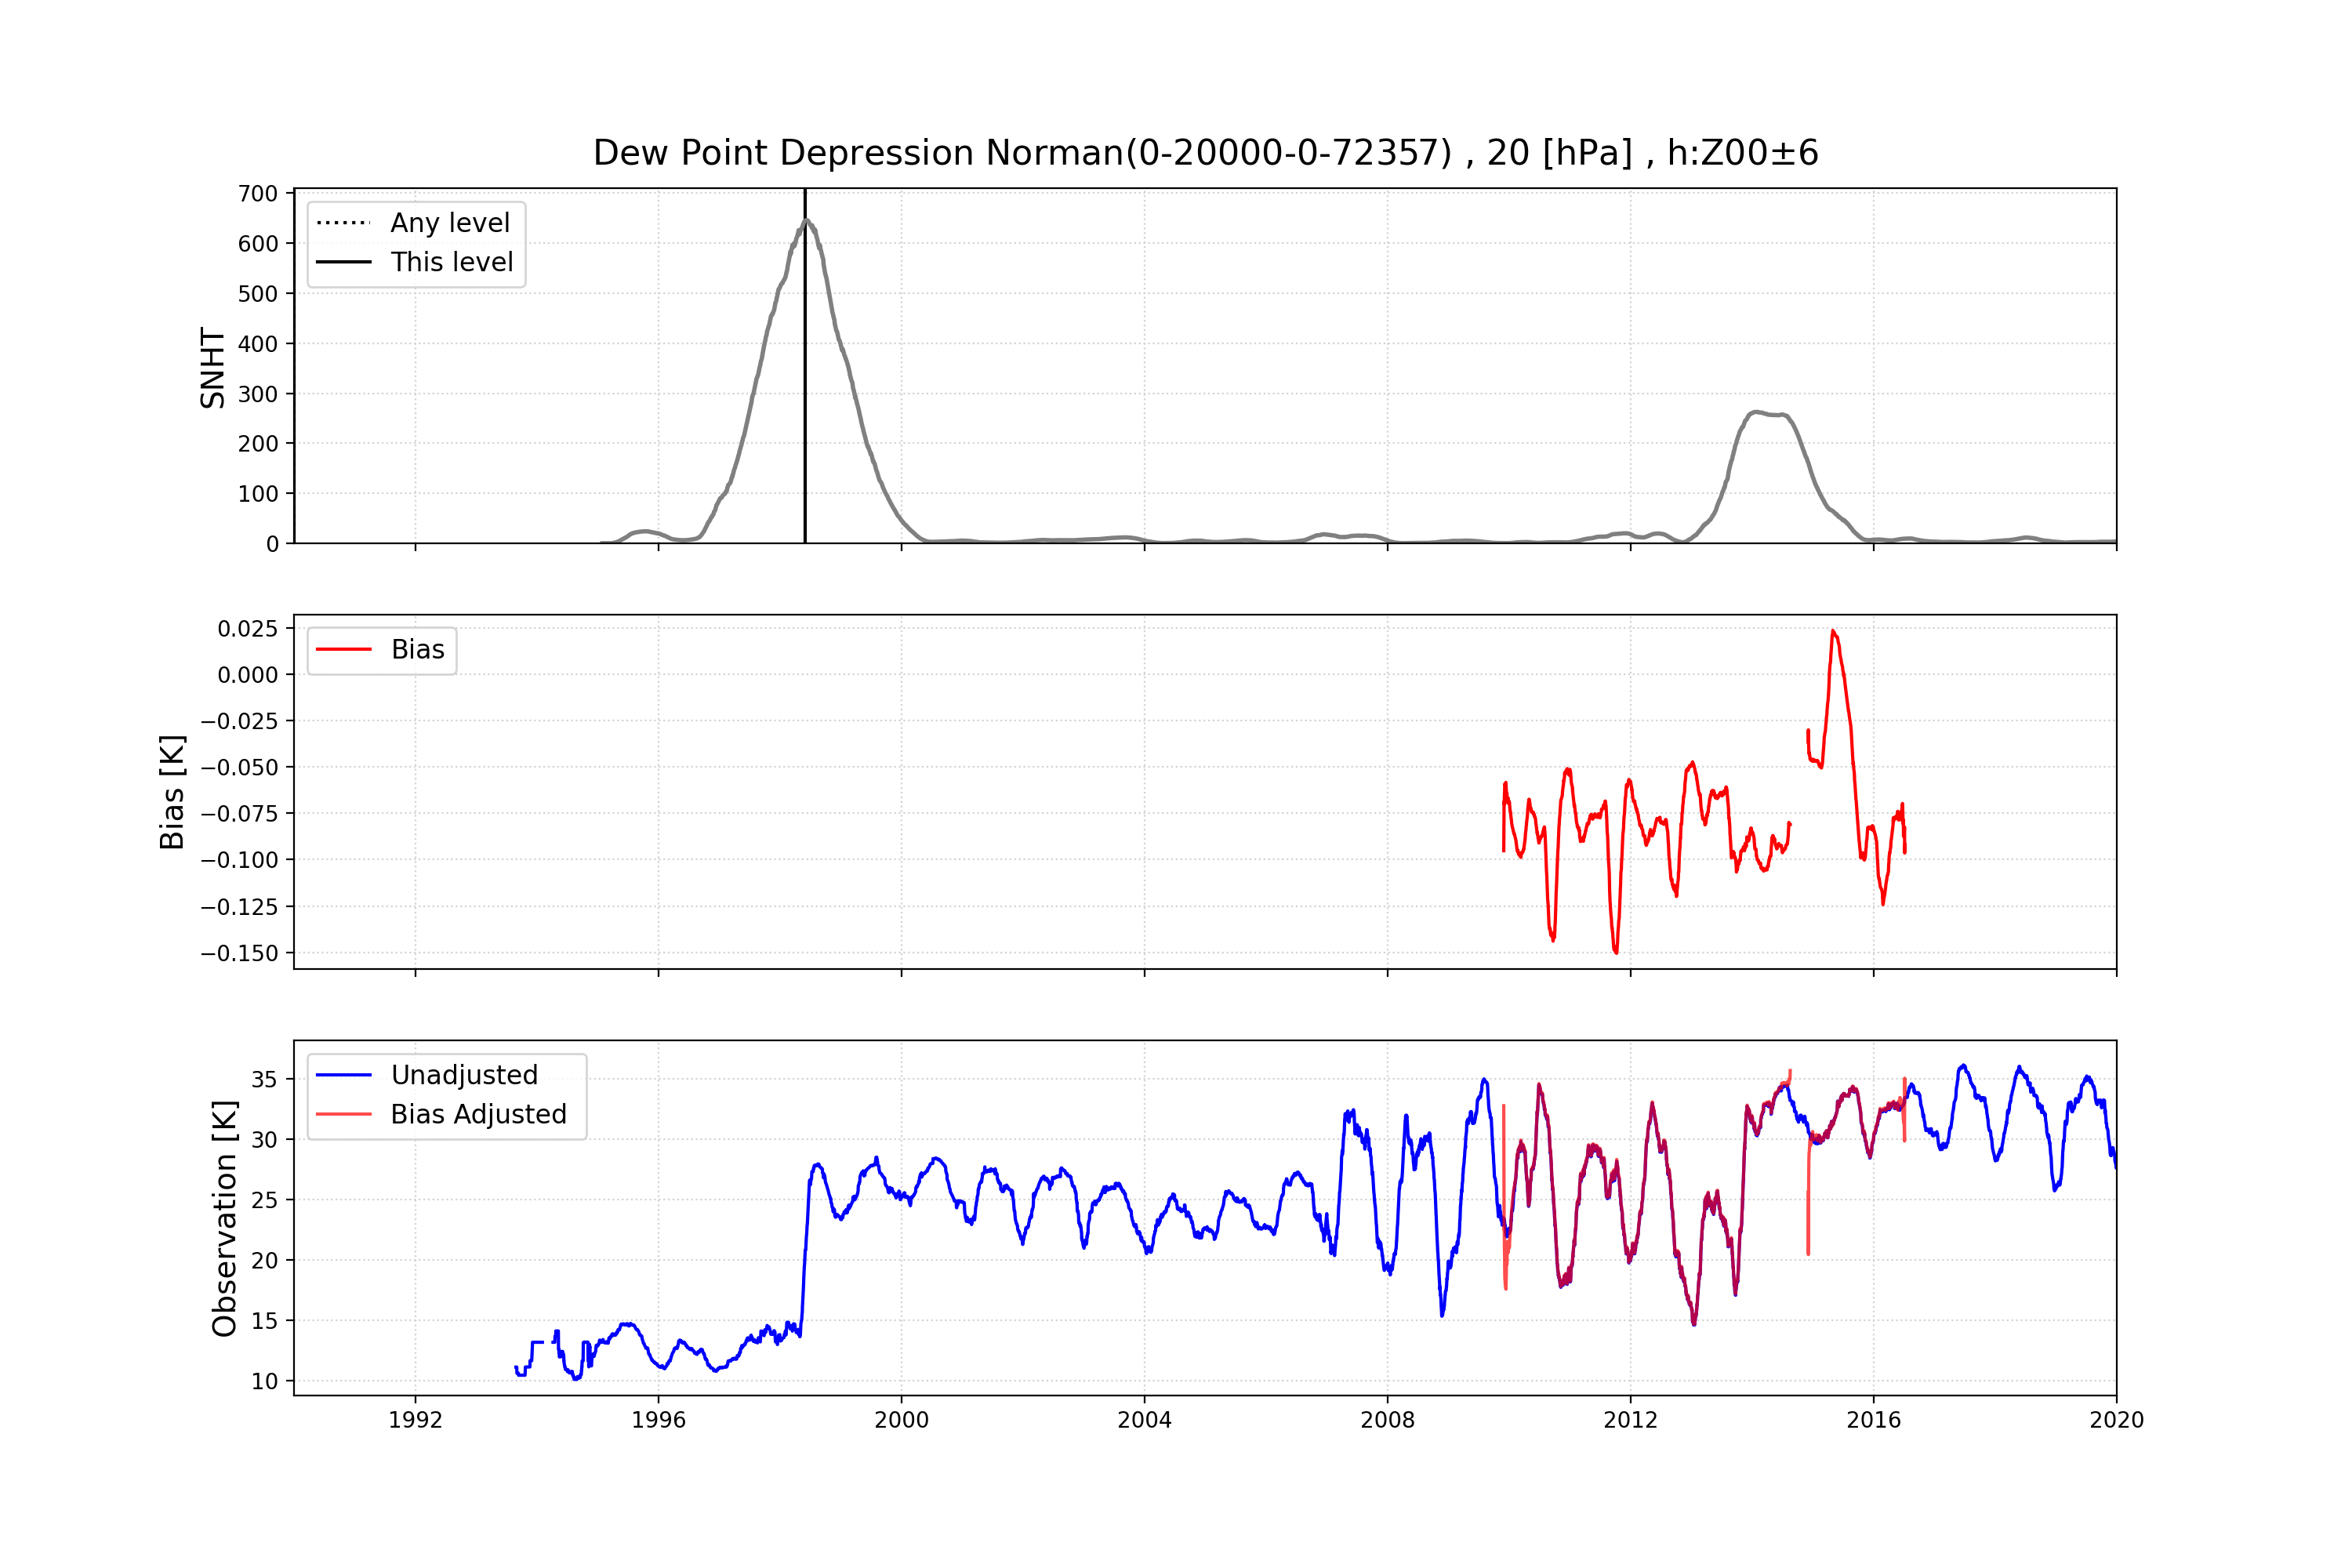 Dew Point Depression Norman(0-20000-0-72357) , 20 [hPa] , h:Z00±6
700
600
500
400
300
200
100
0
SNHT
Any level
This level
0.025
0.000
−0.025
−0.050
−0.075
−0.100
−0.125
−0.150
Bias [K]
Bias
35
30
25
20
15
10
Observation [K]
Unadjusted
Bias Adjusted
1992 1996 2000 2004 2008 2012 2016 2020